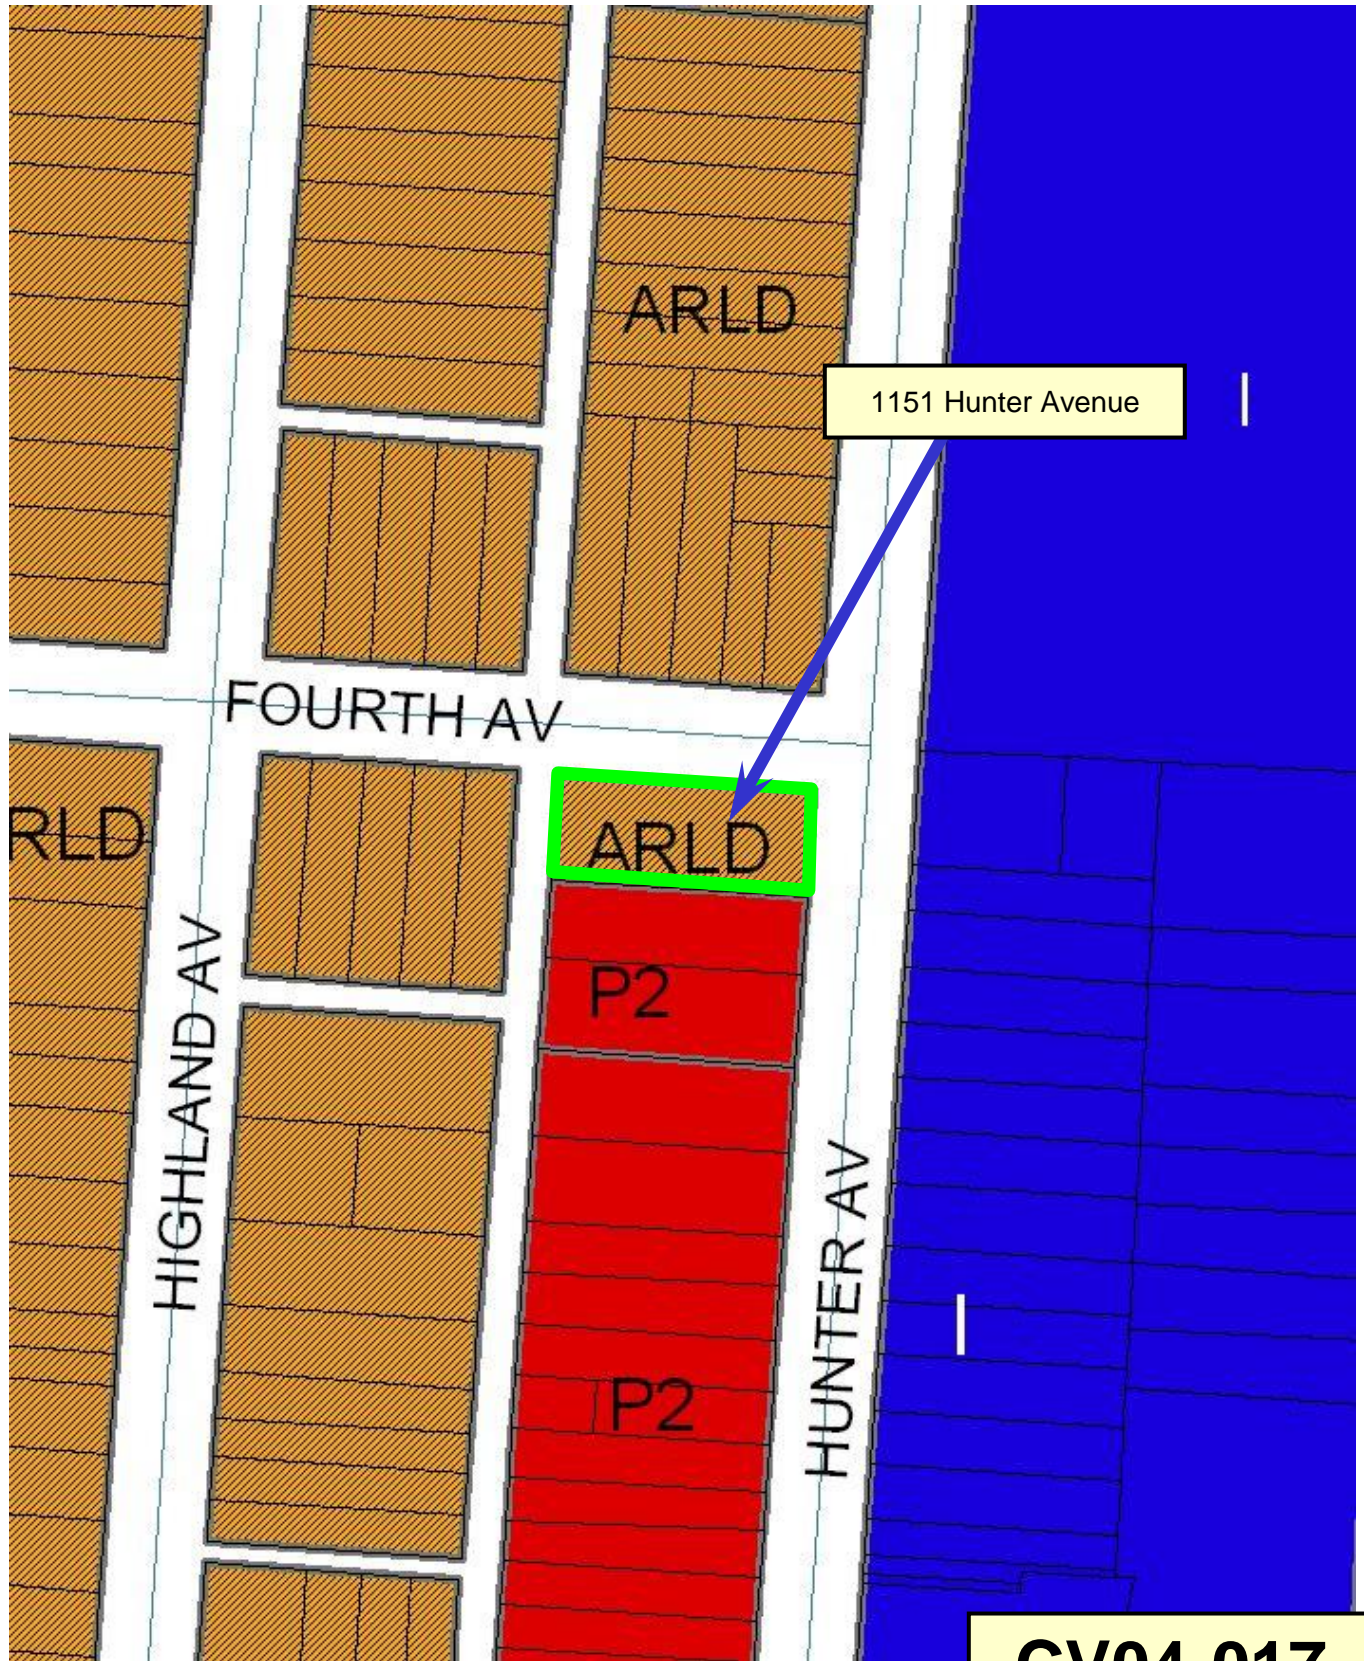 ARLD
1151 Hunter Avenue
I
FOURTH AV
RLD
ARLD
P2
HIGHLAND AV
HUNTER AV
I
P2